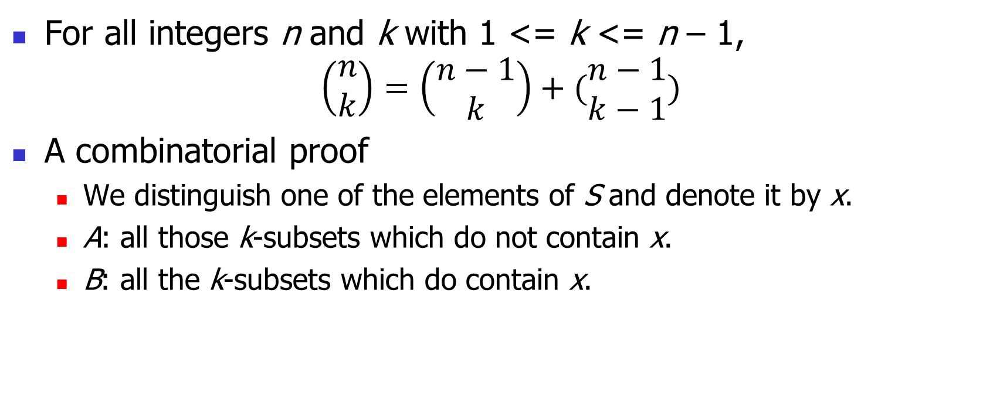 For all integers n and k with 1 <= k <= n – 1,
$\binom{n}{k} = \binom{n-1}{k} + \binom{n-1}{k-1}$
A combinatorial proof
We distinguish one of the elements of S and denote it by x.
A: all those k-subsets which do not contain x.
B: all the k-subsets which do contain x.